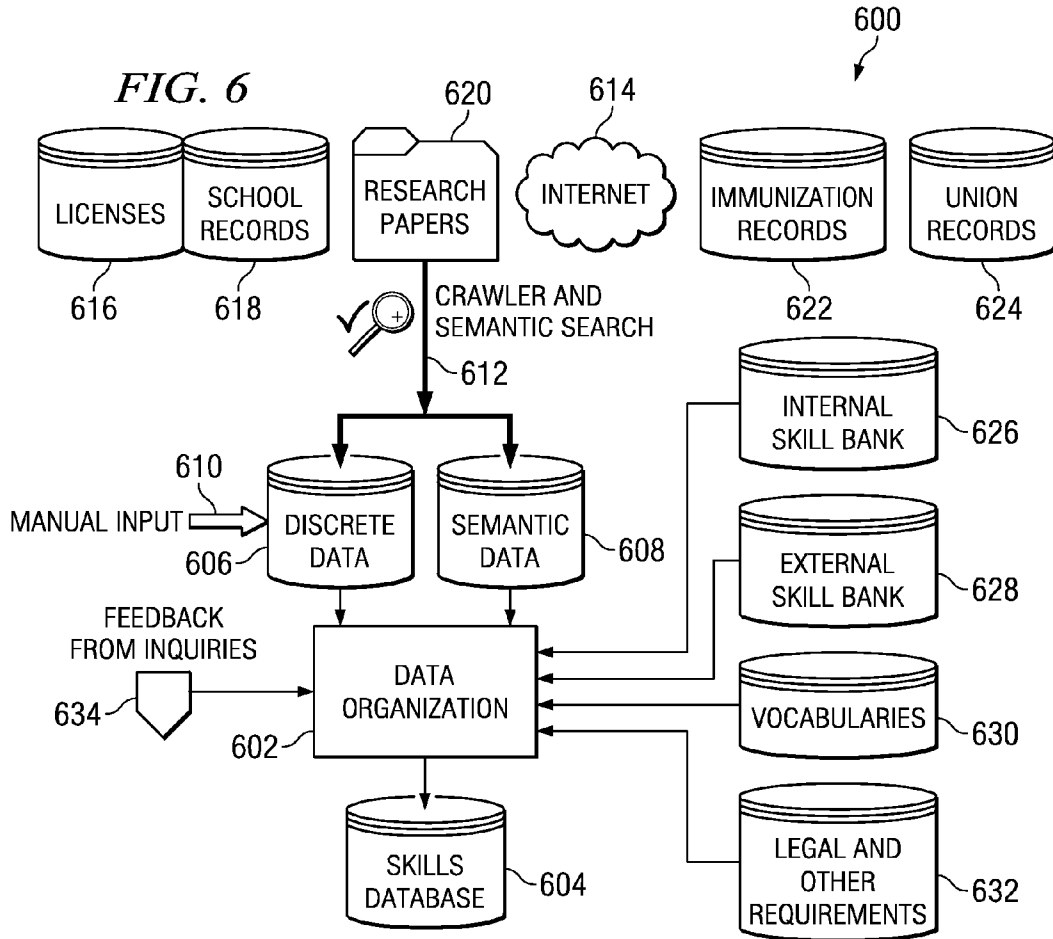 600
FIG. 6
620
614
LICENSES
SCHOOL
RECORDS
RESEARCH
PAPERS
INTERNET
IMMUNIZATION
RECORDS
UNION
RECORDS
616
618
622
624
CRAWLER AND
SEMANTIC SEARCH
612
INTERNAL
SKILL BANK
626
610
MANUAL INPUT
DISCRETE
DATA
606
SEMANTIC
DATA
608
EXTERNAL
SKILL BANK
628
FEEDBACK
FROM INQUIRIES
634
DATA
ORGANIZATION
602
VOCABULARIES
630
SKILLS
DATABASE
604
LEGAL AND
OTHER
REQUIREMENTS
632